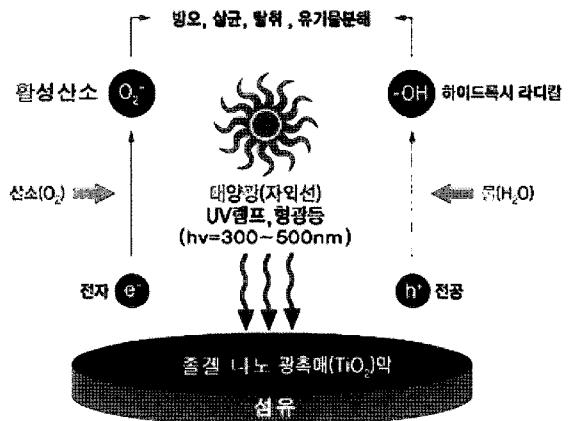 방오, 살균, 탈취, 유기물분해
활성산소 O₂⁻
-OH 하이드록시 라디칼
산소(O₂)
태양광(자외선)
UV램프, 형광등
(hv=300~500nm)
물(H₂O)
전자 e⁻
h⁺ 전공
졸겔 나노 광촉매(TiO₂)막
섬유